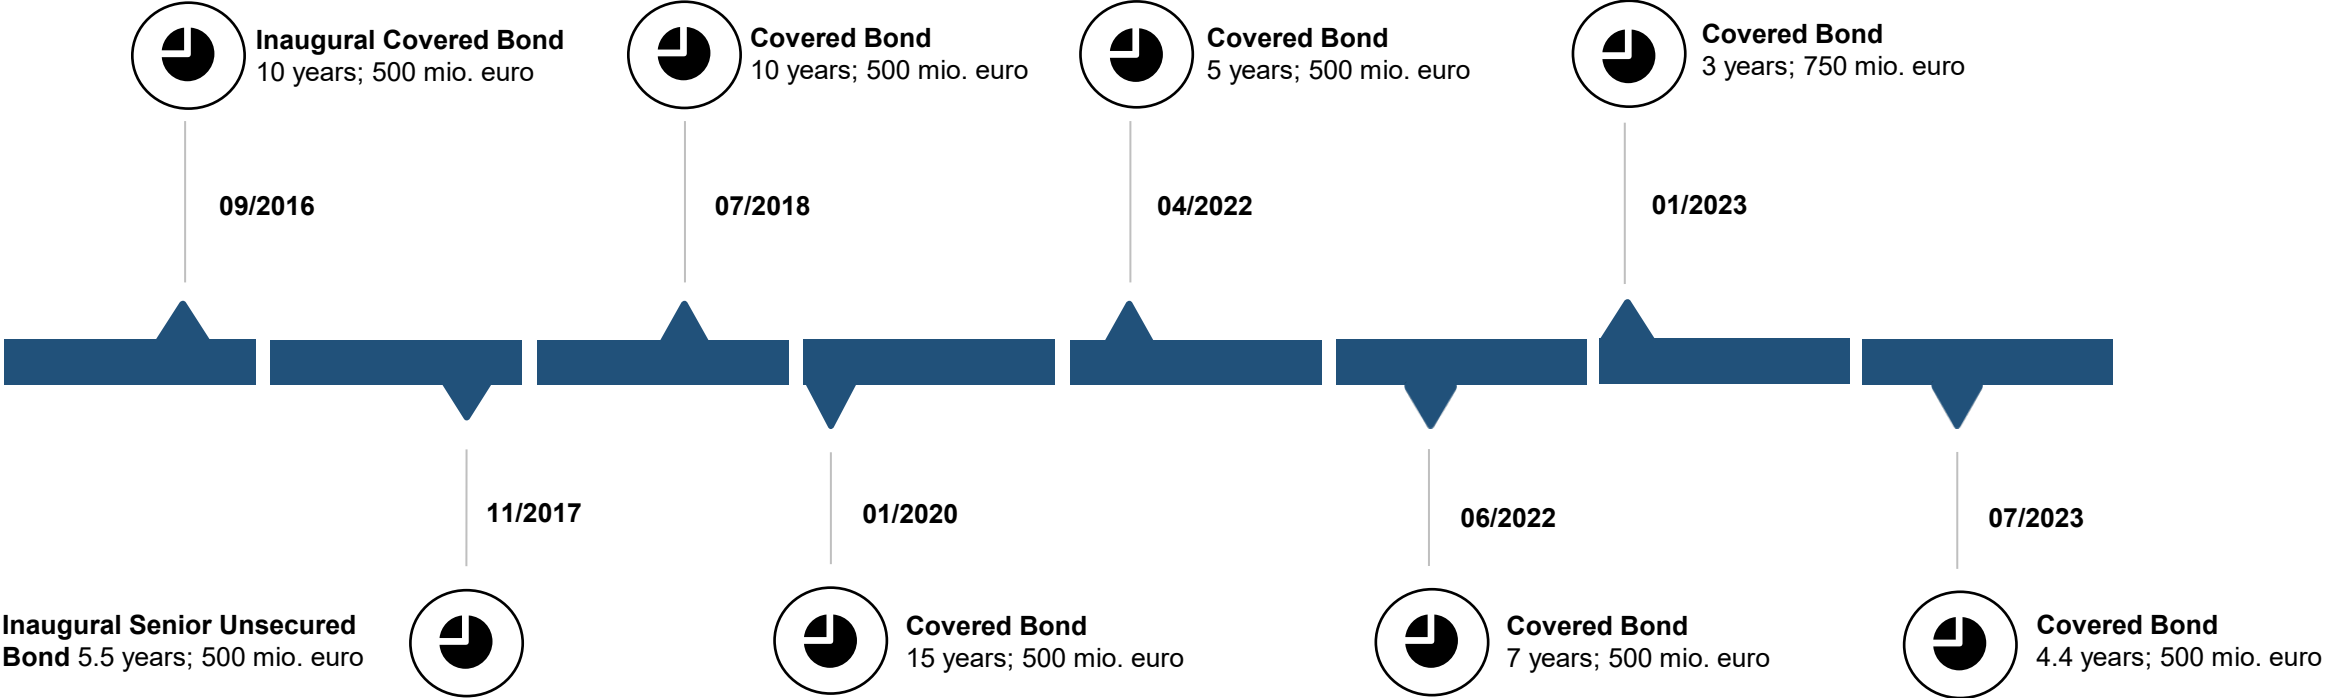 Inaugural Covered Bond
10 years; 500 mio. euro
Covered Bond
10 years; 500 mio. euro
Covered Bond
5 years; 500 mio. euro
Covered Bond
3 years; 750 mio. euro
09/2016
07/2018
04/2022
01/2023
11/2017
01/2020
06/2022
07/2023
Inaugural Senior Unsecured
Bond 5.5 years; 500 mio. euro
Covered Bond
15 years; 500 mio. euro
Covered Bond
7 years; 500 mio. euro
Covered Bond
4.4 years; 500 mio. euro